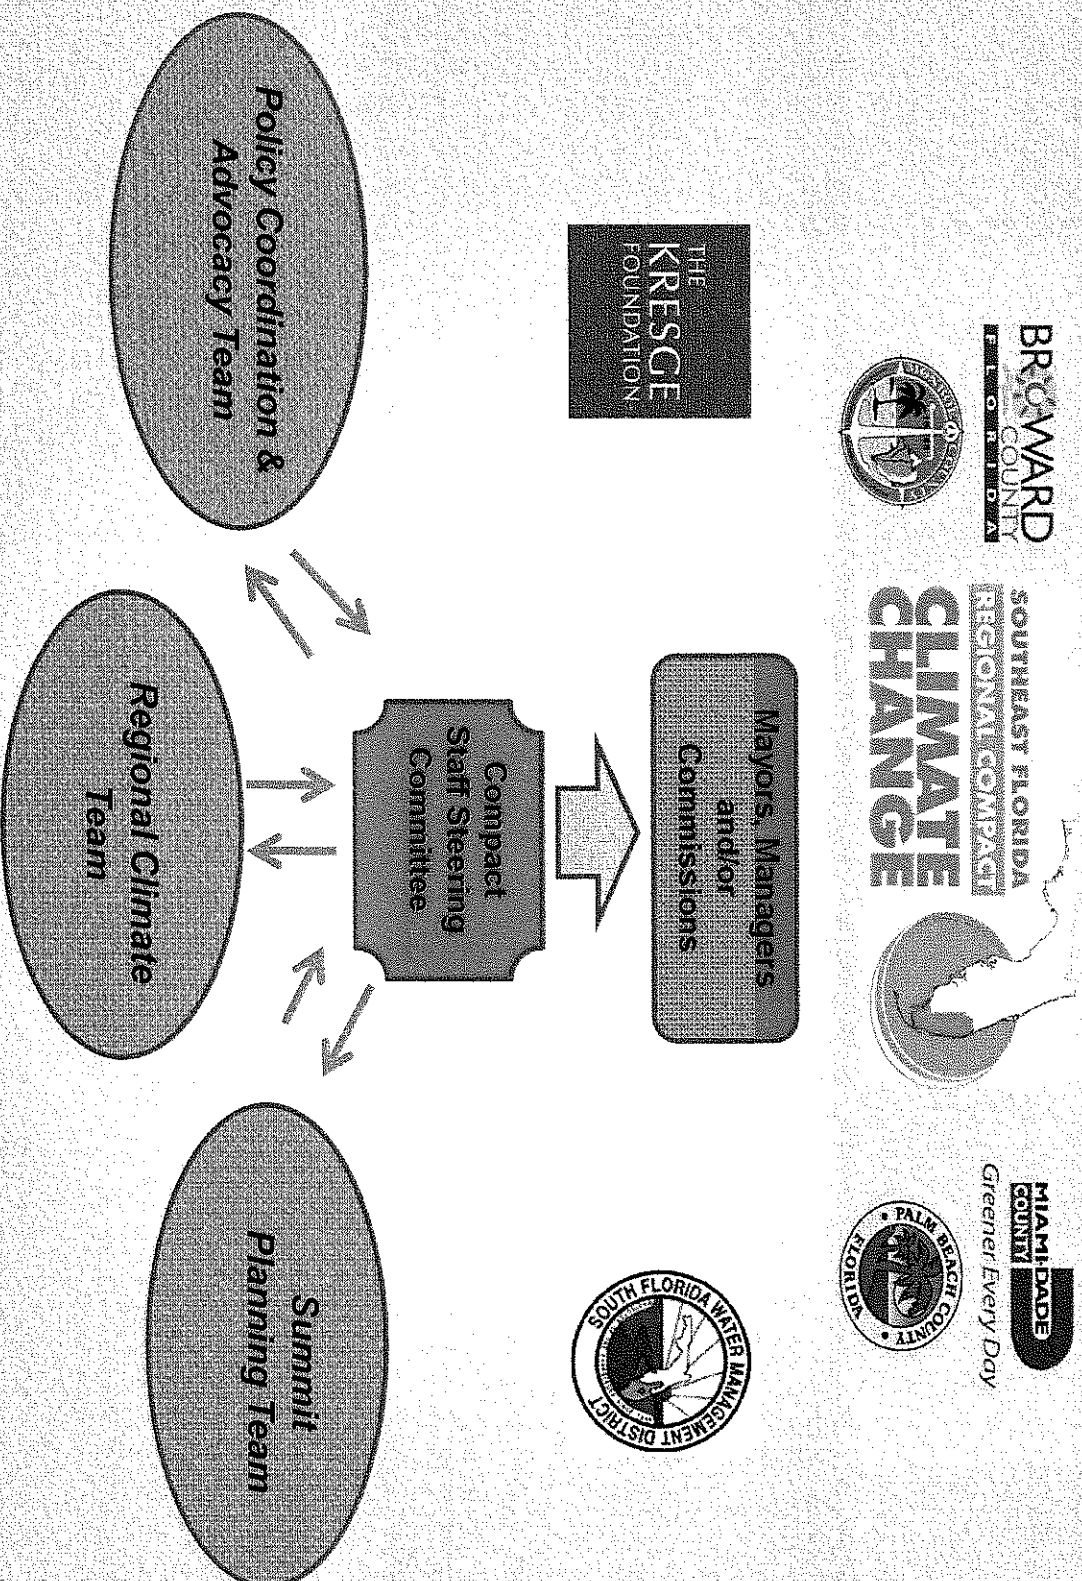 BROWARD
COUNTY
FLORIDA
MONROE COUNTY
SOUTHEAST FLORIDA
REGIONAL COMPACT
CLIMATE
CHANGE
MIAMI-DADE
COUNTY
Greener Every Day
PALM BEACH COUNTY
FLORIDA
THE
KRESGE
FOUNDATION
Mayors, Managers
and/or
Commissions
SOUTH FLORIDA WATER MANAGEMENT DISTRICT
Compact
Staff Steering
Committee
Policy Coordination &
Advocacy Team
Regional Climate
Team
Summit
Planning Team